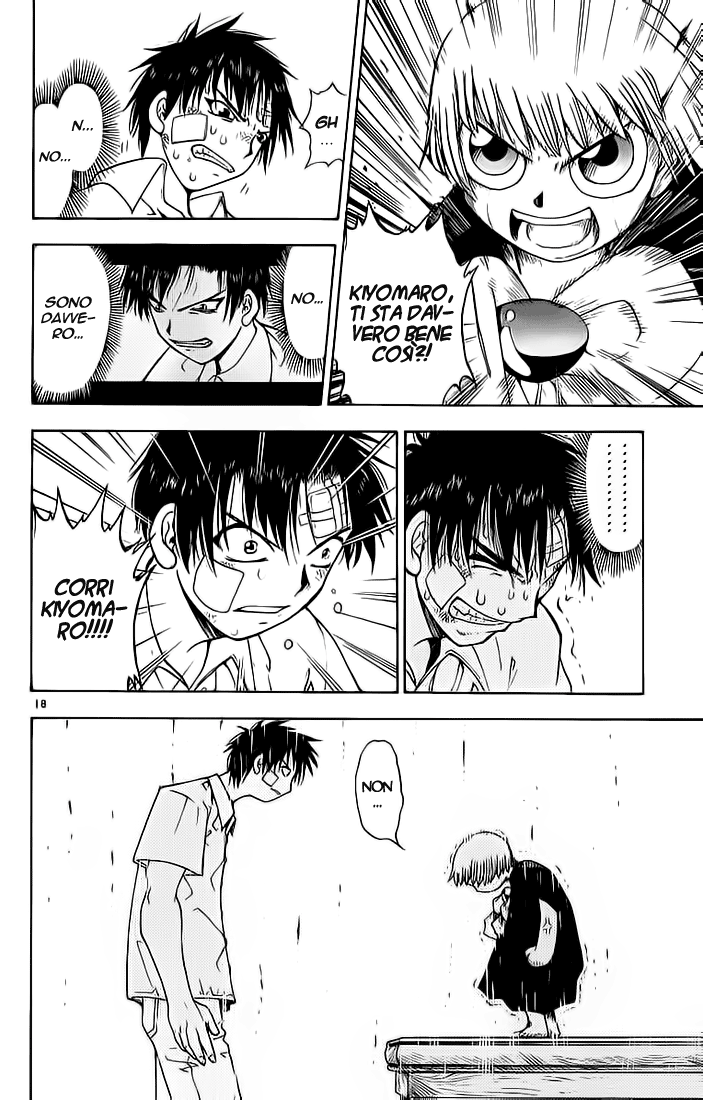 KIYOMARO,
TI STA DAV-
VERO BENE
COSÌ?!
GH
...
N...
NO...
NO...
SONO
DAVVE-
RO...
.........
CORRI
KIYOMA-
RO!!!!
18
NON
...